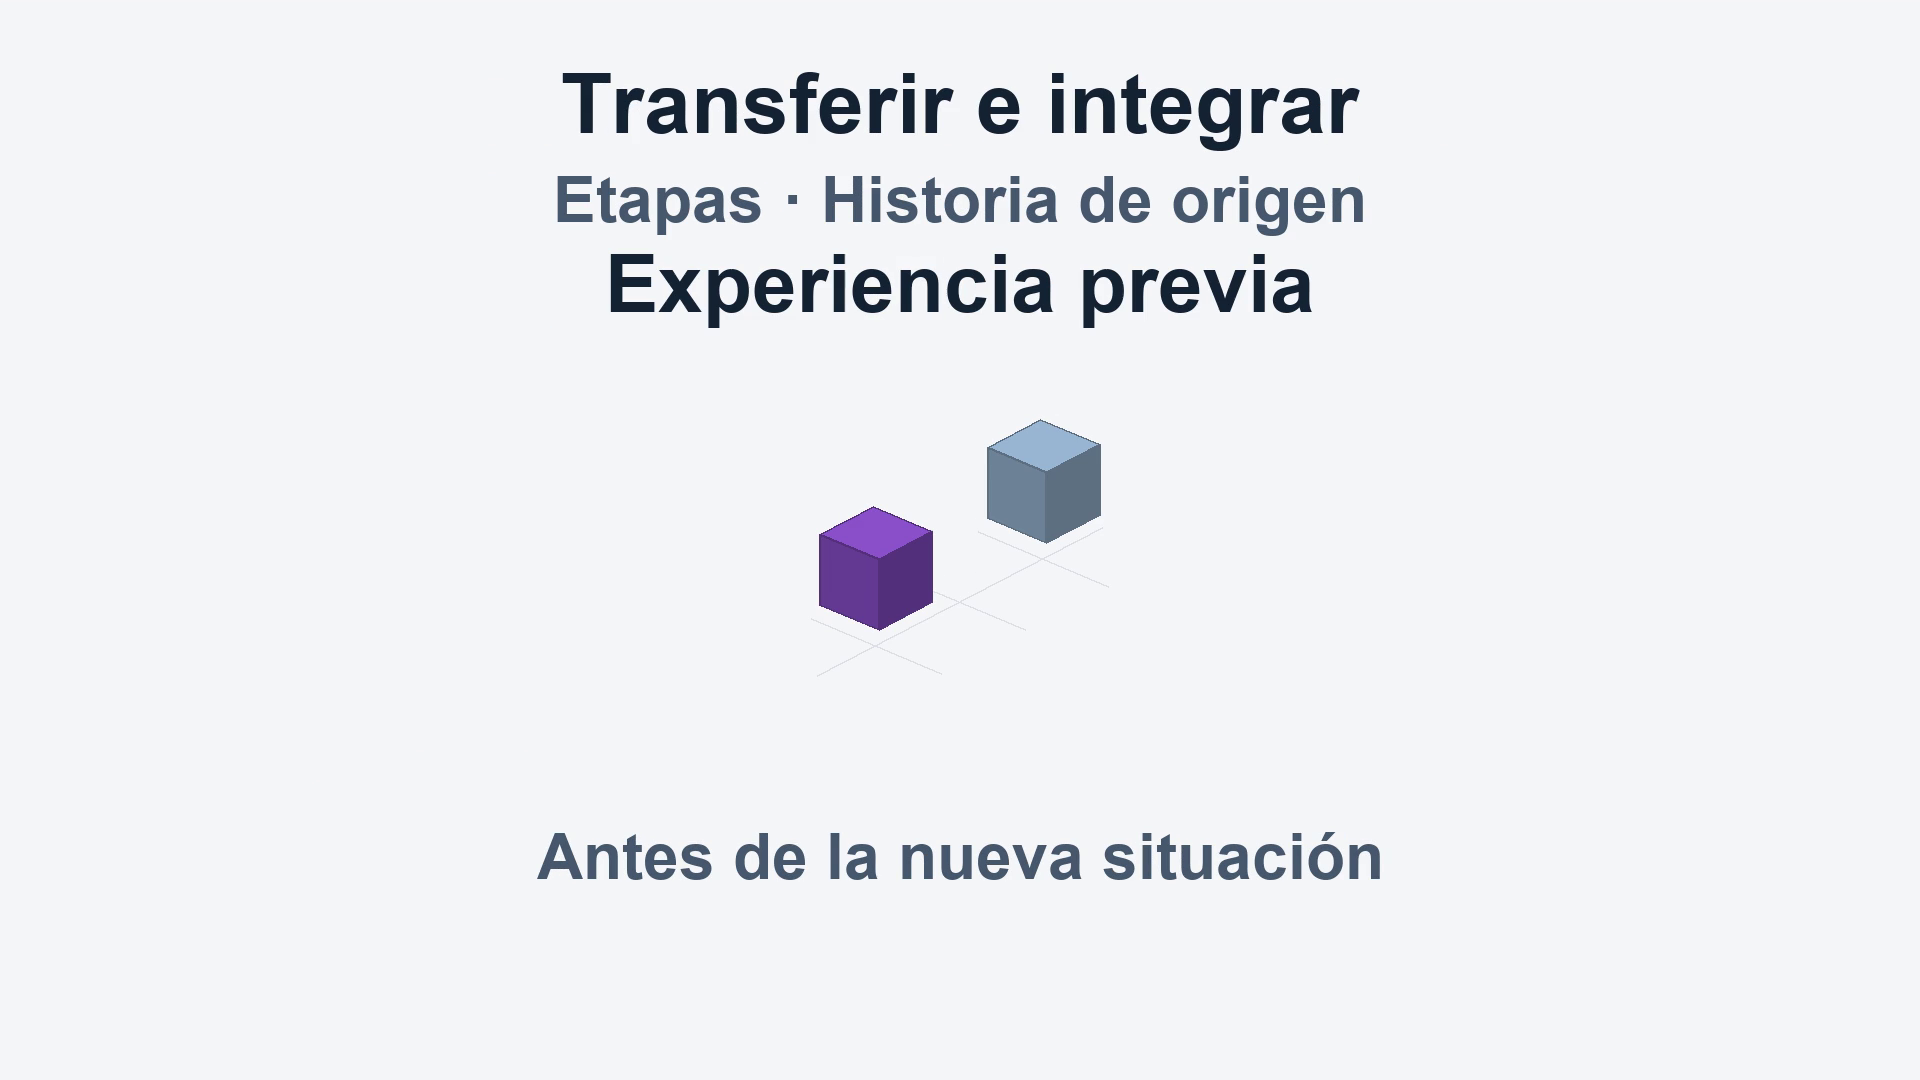 Transferir e integrar
Etapas · Historia de origen
Experiencia previa
Antes de la nueva situación